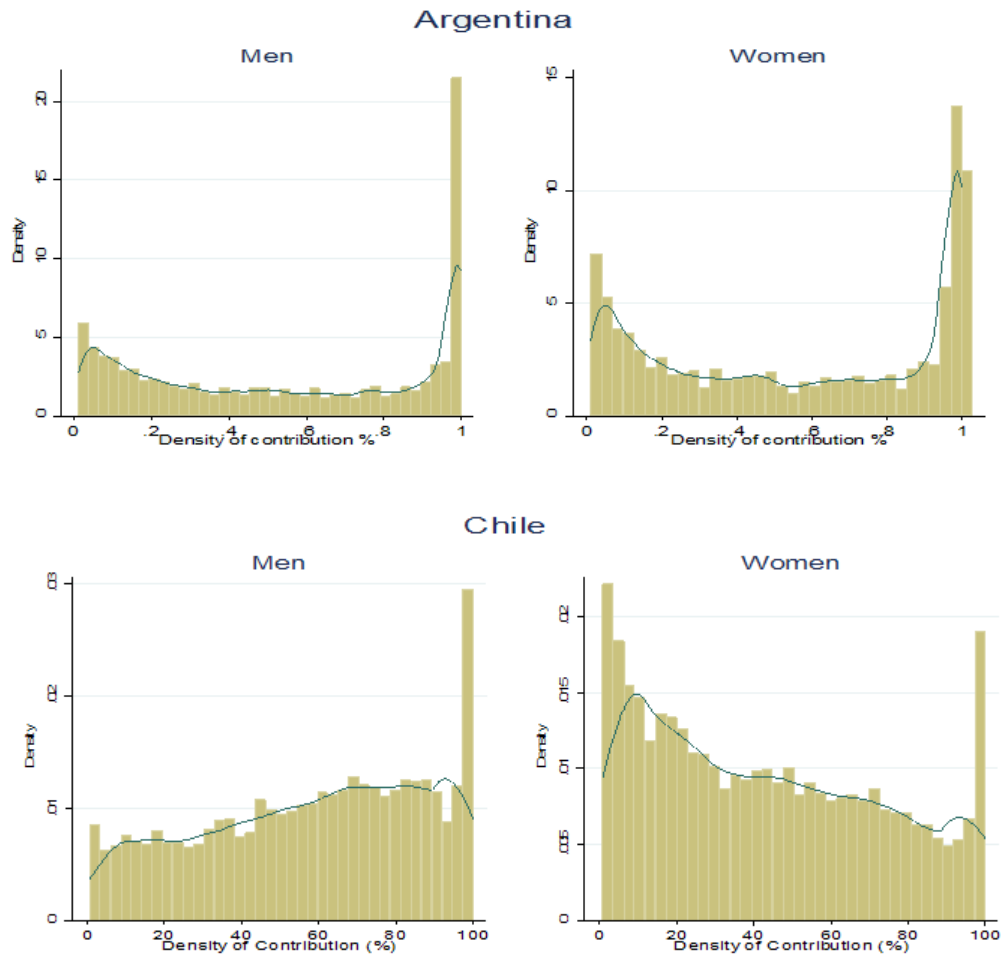 Argentina
Men
Density
20
15
10
5
0
0 .2 .4 .6 .8 1
Density of contribution %
Women
Density
15
10
5
0
0 .2 .4 .6 .8 1
Density of contribution %
Chile
Men
Density
.03
.02
.01
0
0 20 40 60 80 100
Density of Contribution (%)
Women
Density
.02
.015
.01
.005
0
0 20 40 60 80 100
Density of Contribution (%)